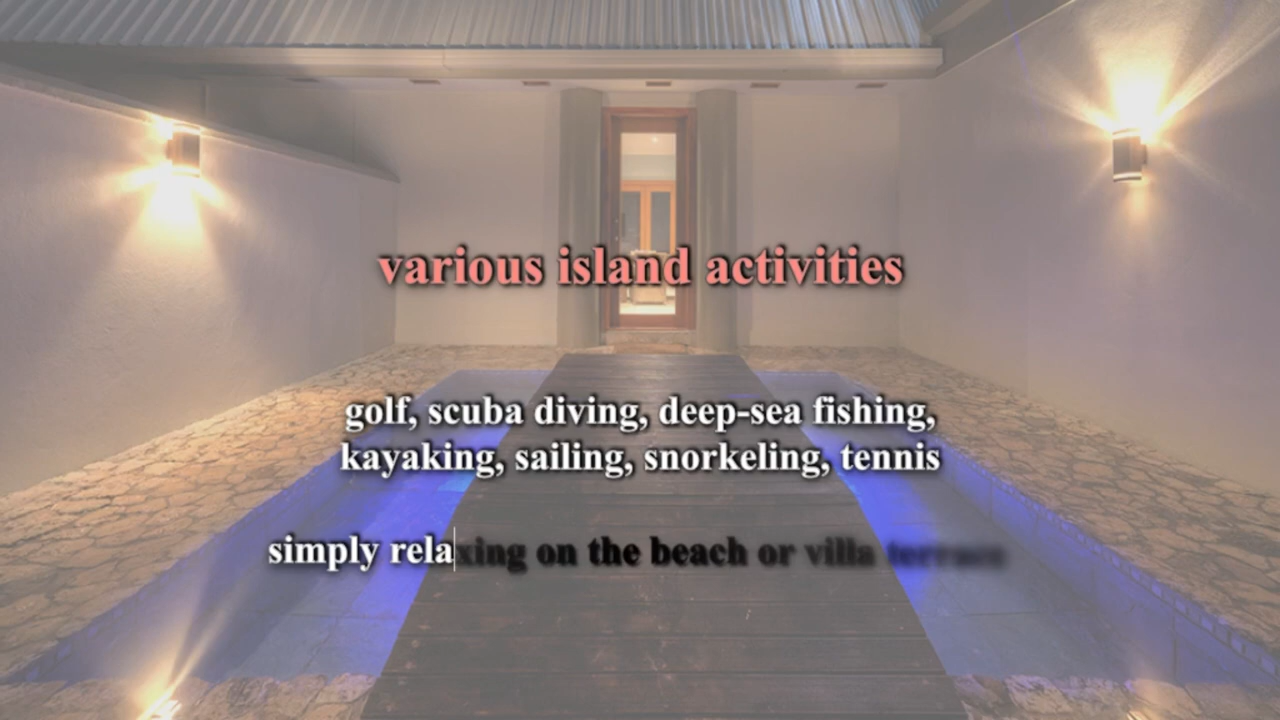 various island activities
golf, scuba diving, deep-sea fishing,
kayaking, sailing, snorkeling, tennis
simply relaxing on the beach or villa terrace